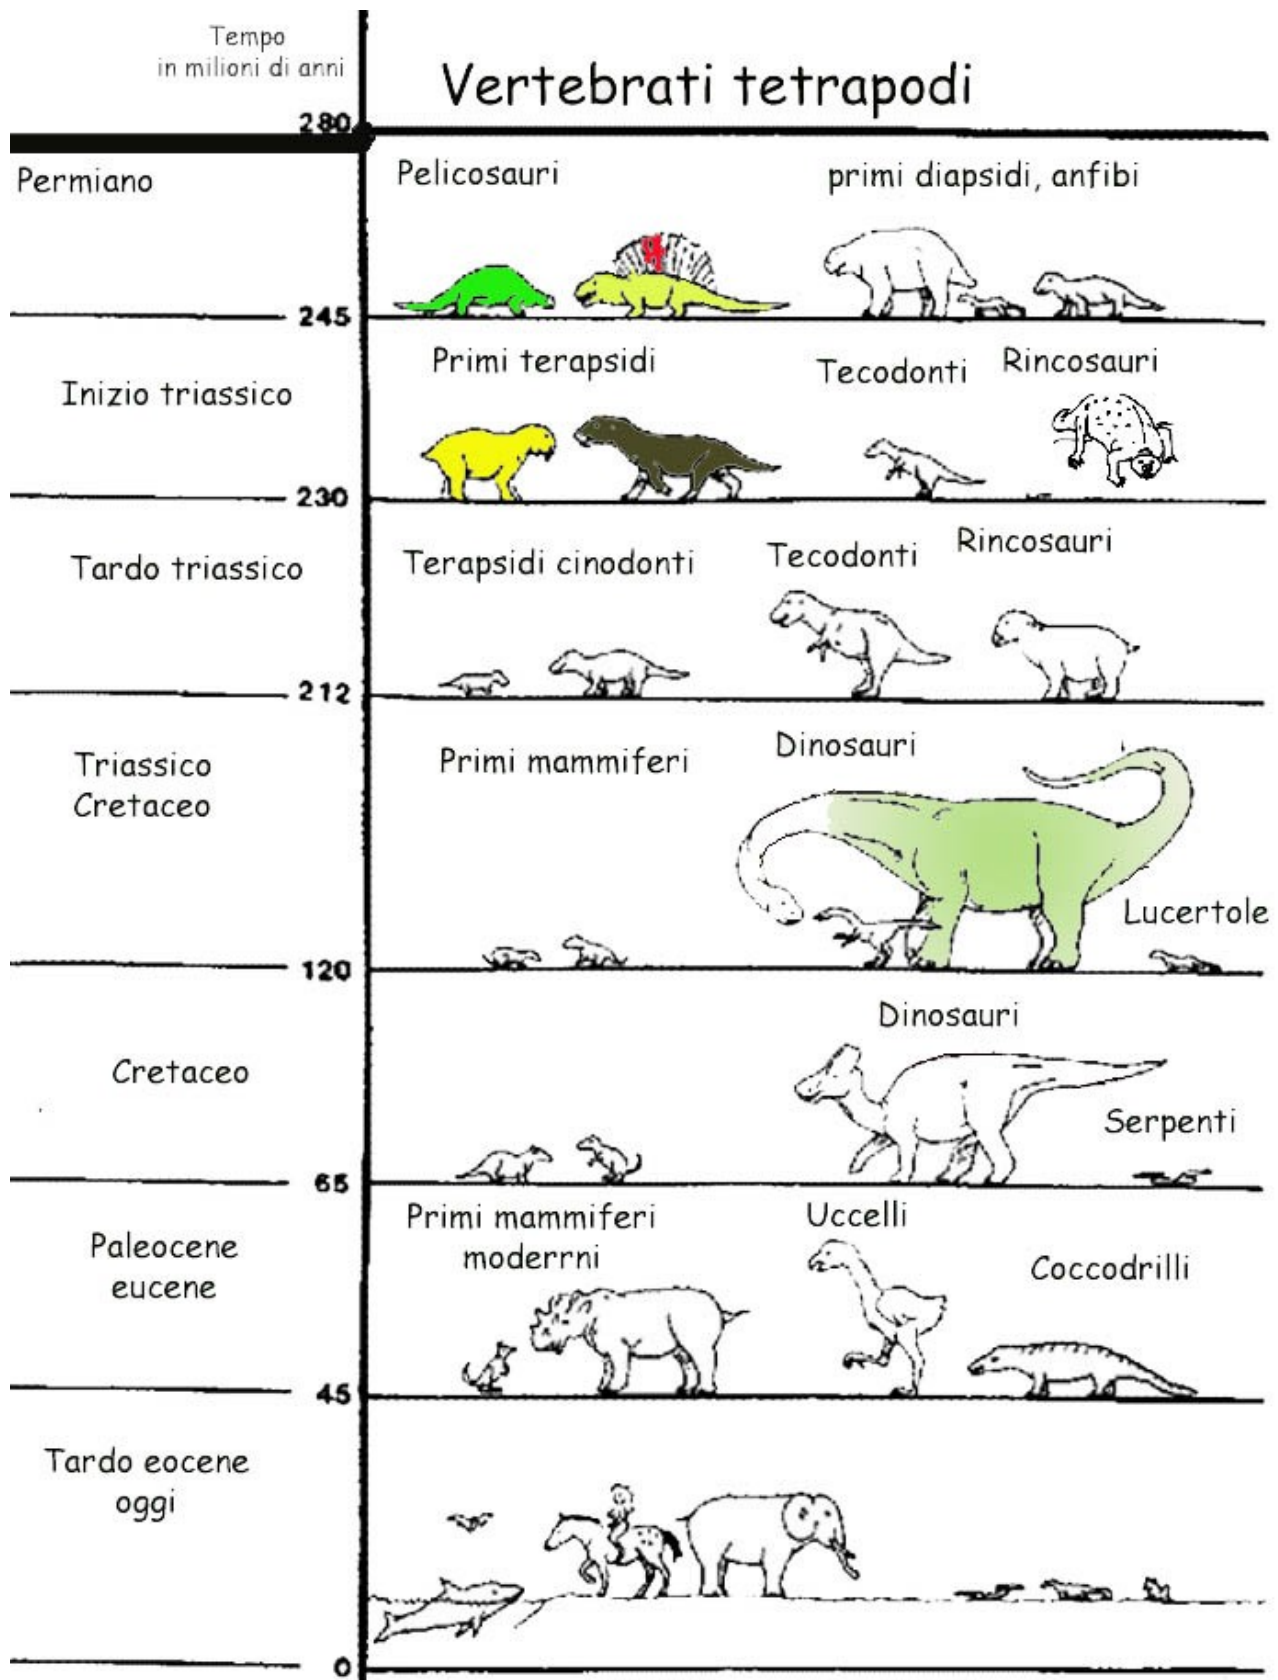 Tempo
in milioni di anni
Vertebrati tetrapodi
280
Permiano
Pelicosauri
primi diapsidi, anfibi
245
Inizio triassico
Primi terapsidi
Tecodonti
Rincosauri
230
Tardo triassico
Terapsidi cinodonti
Tecodonti
Rincosauri
212
Triassico
Cretaceo
Primi mammiferi
Dinosauri
Lucertole
120
Cretaceo
Dinosauri
Serpenti
65
Paleocene
eucene
Primi mammiferi
moderrni
Uccelli
Coccodrilli
45
Tardo eocene
oggi
0